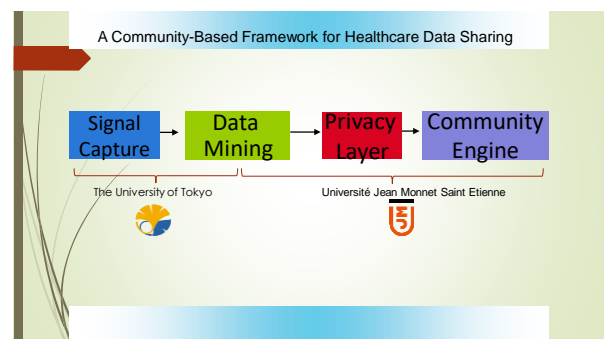 A Community-Based Framework for Healthcare Data Sharing
Signal
Capture
Data
Mining
Privacy
Layer
Community
Engine
The University of Tokyo
Université Jean Monnet Saint Etienne